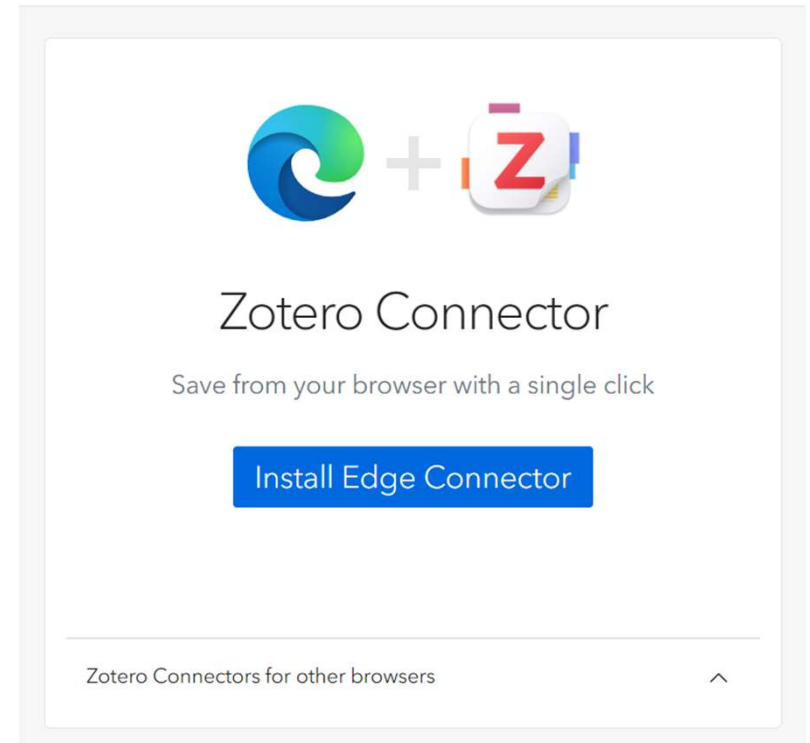 Z
Zotero Connector
Save from your browser with a single click
Install Edge Connector
Zotero Connectors for other browsers